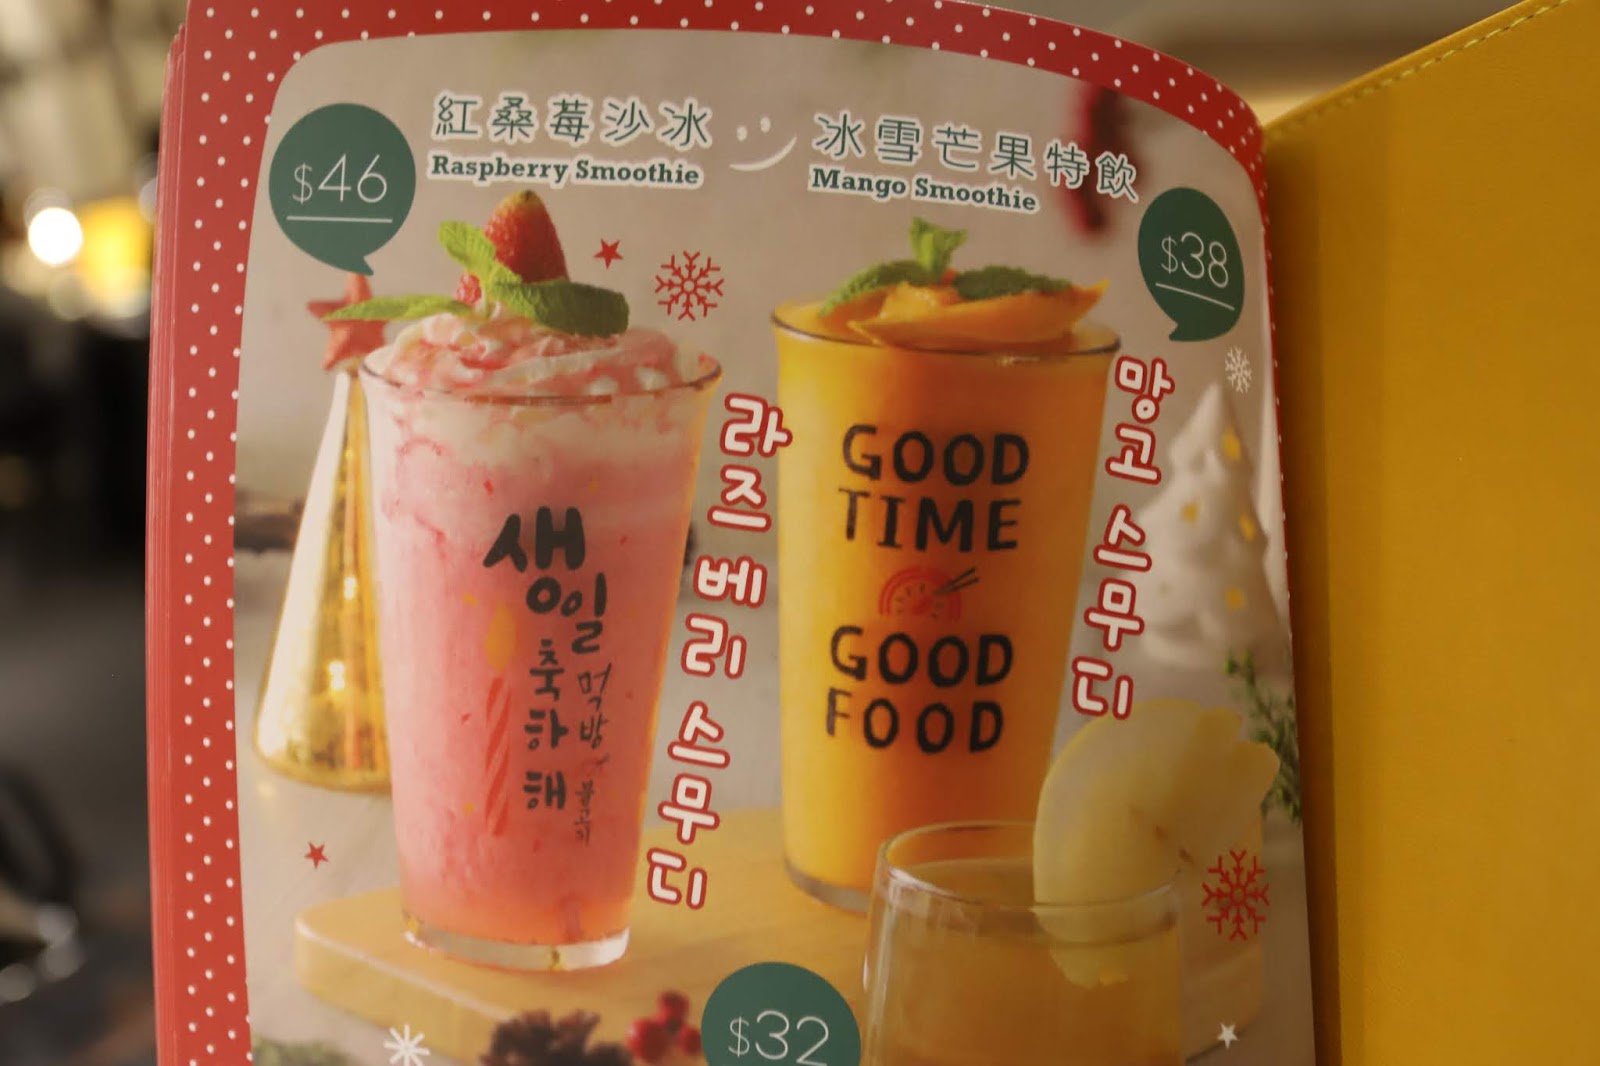 $46
紅桑莓沙冰
Raspberry Smoothie
冰雪芒果特飲
Mango Smoothie
$38
라즈베리 스무디
망고 스무디
생일
축하해
먹방
GOOD
TIME
GOOD
FOOD
$32